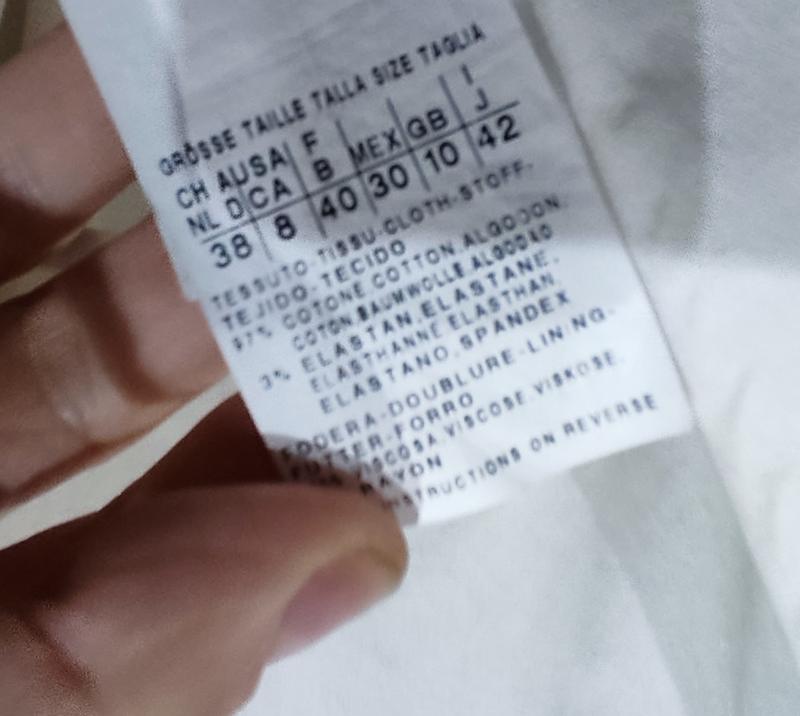 GRÖSSE TAILLE TALLA SIZE TAGLIA
CH A USA F I
NL D CA B MEX GB J
38 8 40 30 10 42
TESSUTO-TISSU-CLOTH-STOFF-
TEJIDO-TECIDO
97% COTONE.COTTON.ALGODON.
COTON.BAUMWOLLE.ALGODAO
3% ELASTAN.ELASTANE.
ELASTHANNE.ELASTHAN.
ELASTANO.SPANDEX
FODERA-DOUBLURE-LINING-
FUTTER-FORRO
VISCOSA.VISCOSE.VISKOSE.
RAYON
INSTRUCTIONS ON REVERSE